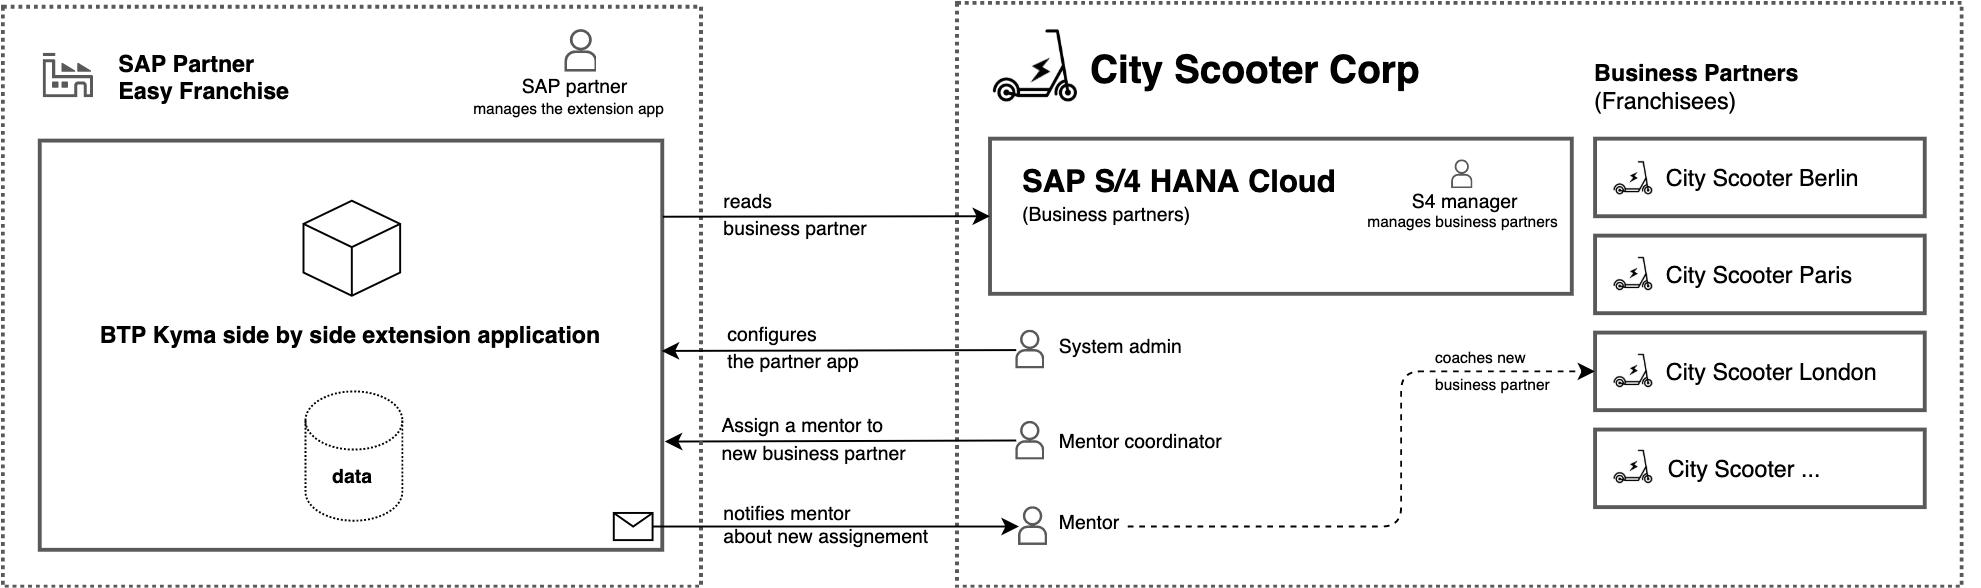 SAP Partner
Easy Franchise
SAP partner
manages the extension app
BTP Kyma side by side extension application
data
reads
business partner
configures
the partner app
Assign a mentor to
new business partner
notifies mentor
about new assignement
City Scooter Corp
SAP S/4 HANA Cloud
(Business partners)
S4 manager
manages business partners
System admin
Mentor coordinator
Mentor
coaches new
business partner
Business Partners
(Franchisees)
City Scooter Berlin
City Scooter Paris
City Scooter London
City Scooter ...